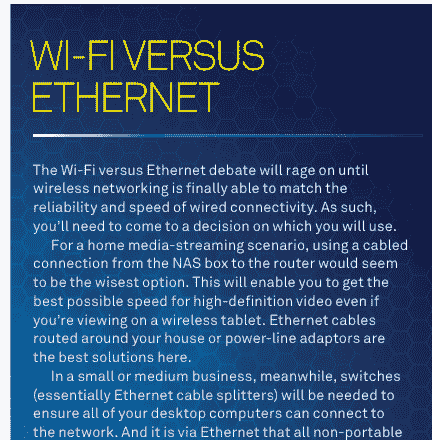 WI-FI VERSUS
ETHERNET
The Wi-Fi versus Ethernet debate will rage on until
wireless networking is finally able to match the
reliability and speed of wired connectivity. As such,
you'll need to come to a decision on which you will use.
For a home media-streaming scenario, using a cabled
connection from the NAS box to the router would seem
to be the wisest option. This will enable you to get the
best possible speed for high-definition video even if
you're viewing on a wireless tablet. Ethernet cables
routed around your house or power-line adaptors are
the best solutions here.
In a small or medium business, meanwhile, switches
(essentially Ethernet cable splitters) will be needed to
ensure all of your desktop computers can connect to
the network. And it is via Ethernet that all non-portable